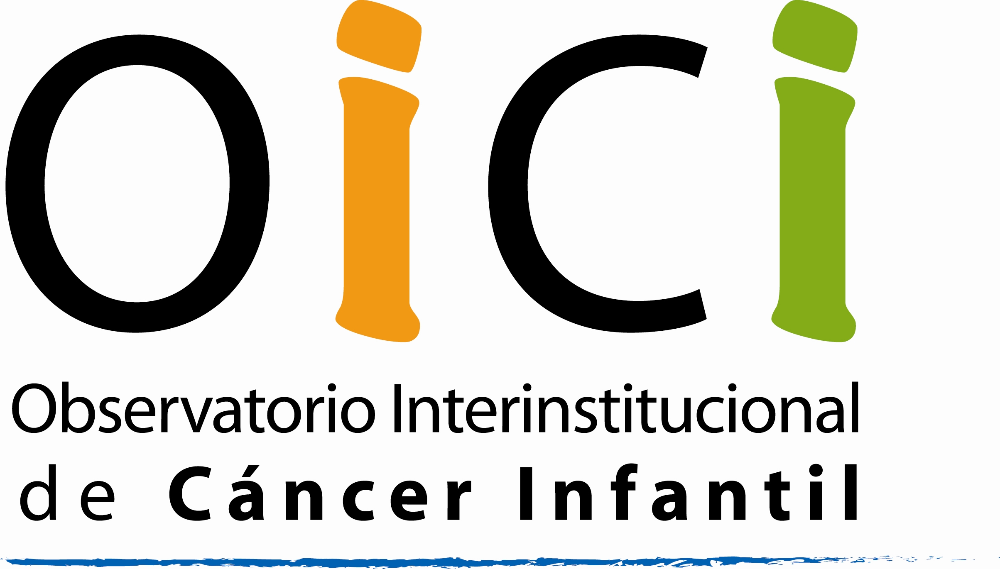 OiCi
Observatorio Interinstitucional
de Cáncer Infantil